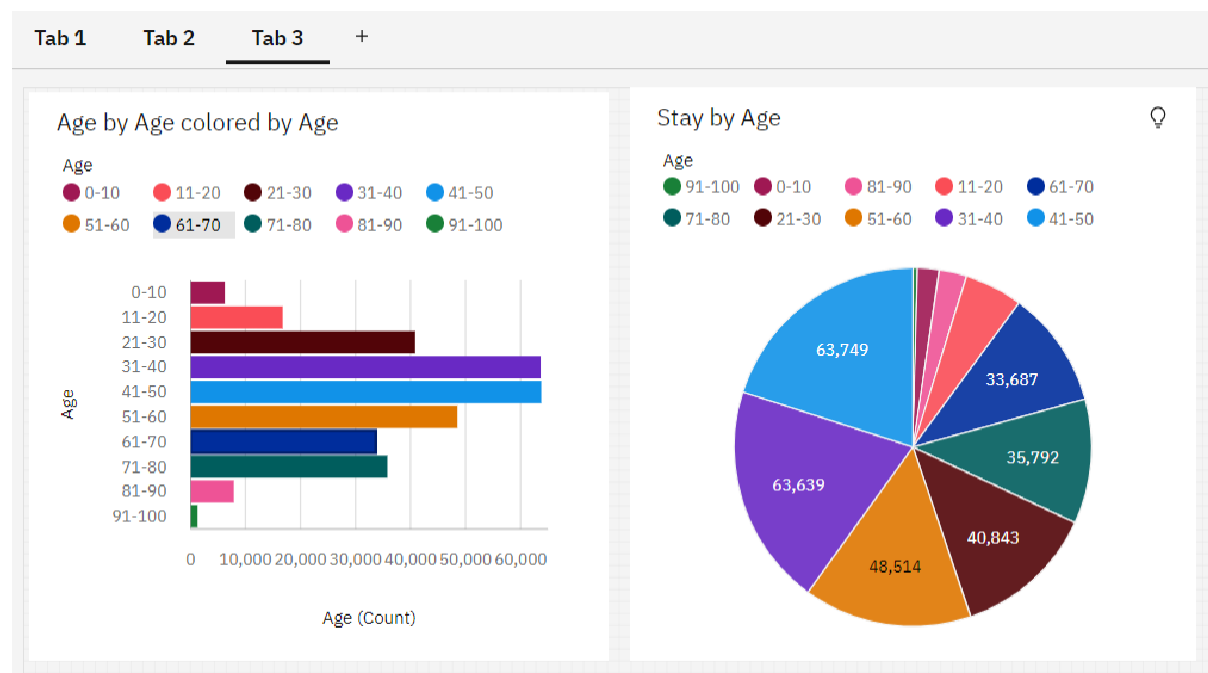 Tab 1 Tab 2 Tab 3 +
Age by Age colored by Age
Age
0-10 11-20 21-30 31-40 41-50
51-60 61-70 71-80 81-90 91-100
0-10
11-20
21-30
31-40
41-50
51-60
61-70
71-80
81-90
91-100
Age
0 10,000 20,000 30,000 40,000 50,000 60,000
Age (Count)
Stay by Age
Age
91-100 0-10 81-90 11-20 61-70
71-80 21-30 51-60 31-40 41-50
63,749
33,687
35,792
63,639
40,843
48,514